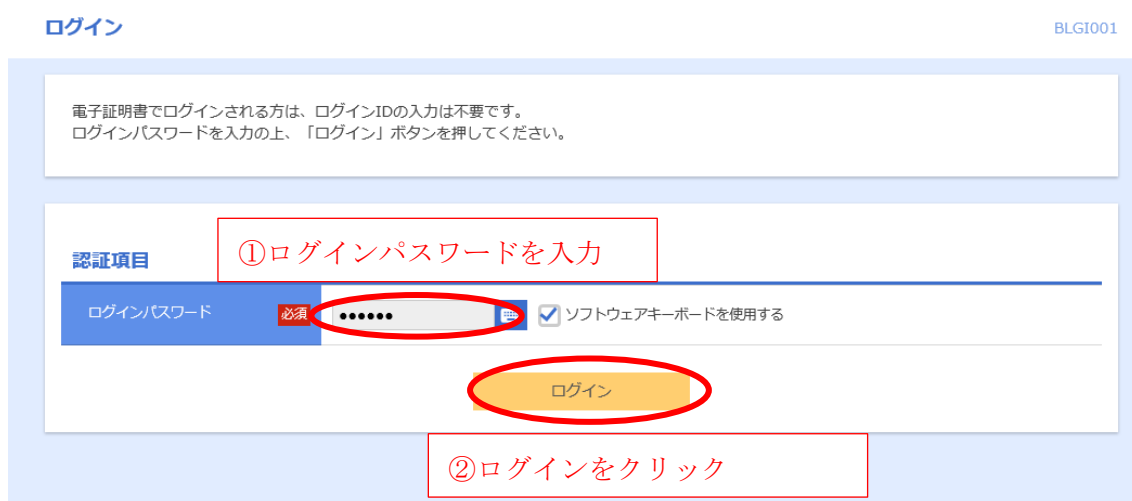 ログイン
BLGI001
電子証明書でログインされる方は、ログインIDの入力は不要です。
ログインパスワードを入力の上、「ログイン」ボタンを押してください。
①ログインパスワードを入力
認証項目
ログインパスワード 必須 •••••• ソフトウェアキーボードを使用する
ログイン
②ログインをクリック